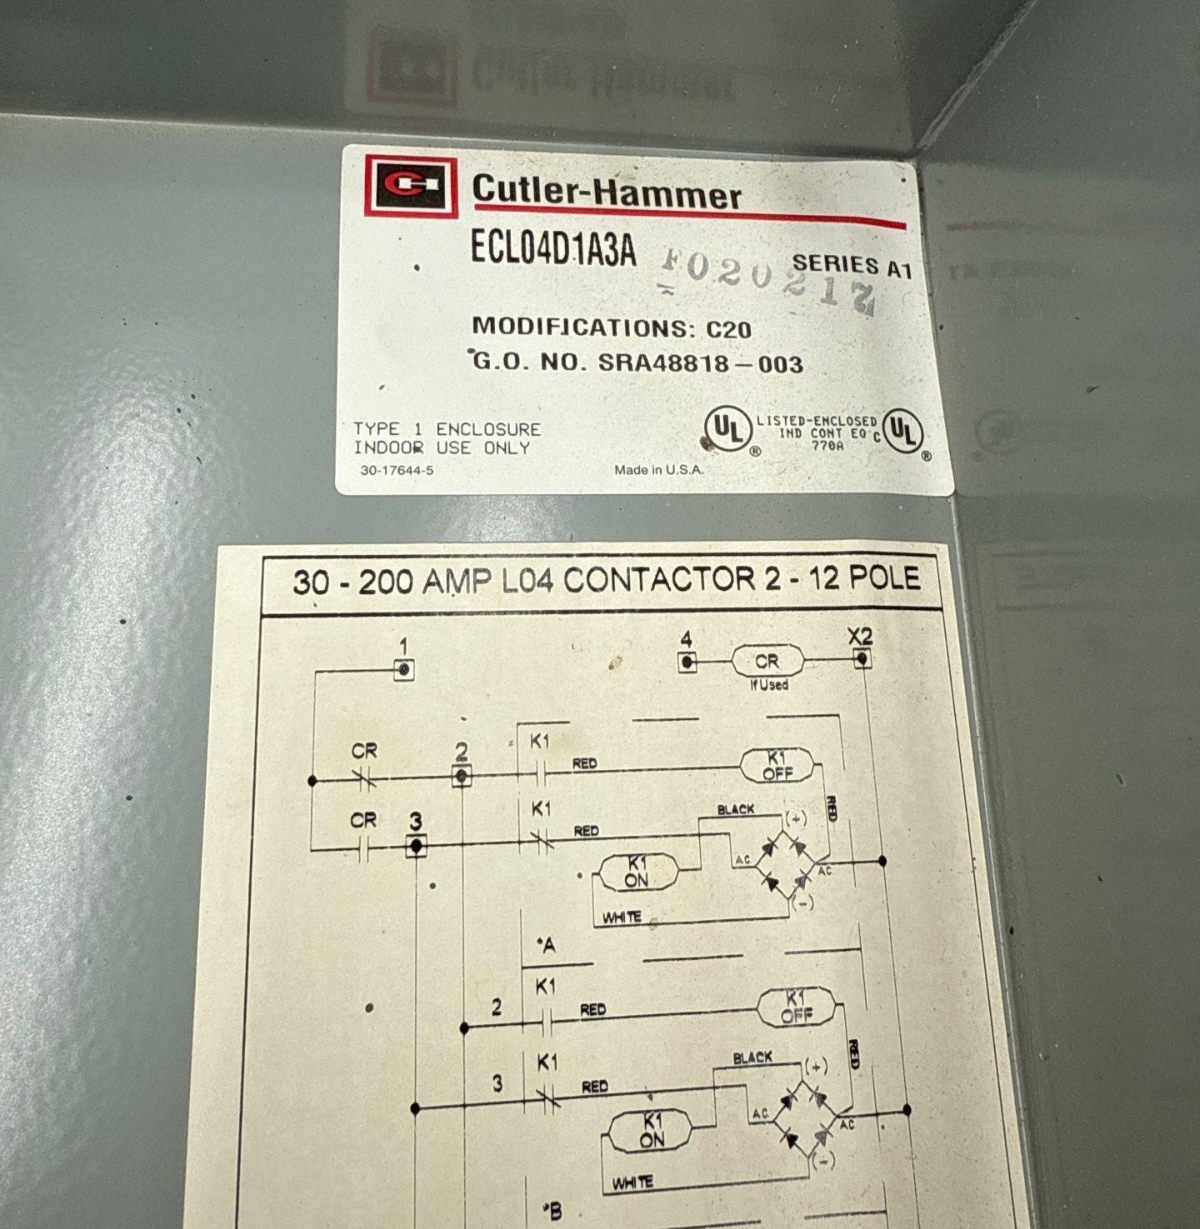 Cutler-Hammer
ECL04D1A3A
SERIES A1
F020217
MODIFICATIONS: C20
G.O. NO. SRA48818-003
TYPE 1 ENCLOSURE
INDOOR USE ONLY
30-17644-5
Made in U.S.A.
UL ®
LISTED-ENCLOSED
IND CONT EQ
770A
C UL ®
30 - 200 AMP L04 CONTACTOR 2 - 12 POLE
1
4
CR
X2
If Used
CR
2
K1
RED
K1
OFF
CR
3
K1
RED
BLACK
(+)
RED
K1
ON
AC
AC
WHITE
(-)
*A
2
K1
RED
K1
OFF
3
K1
RED
BLACK
(+)
RED
K1
ON
AC
AC
WHITE
(-)
*B